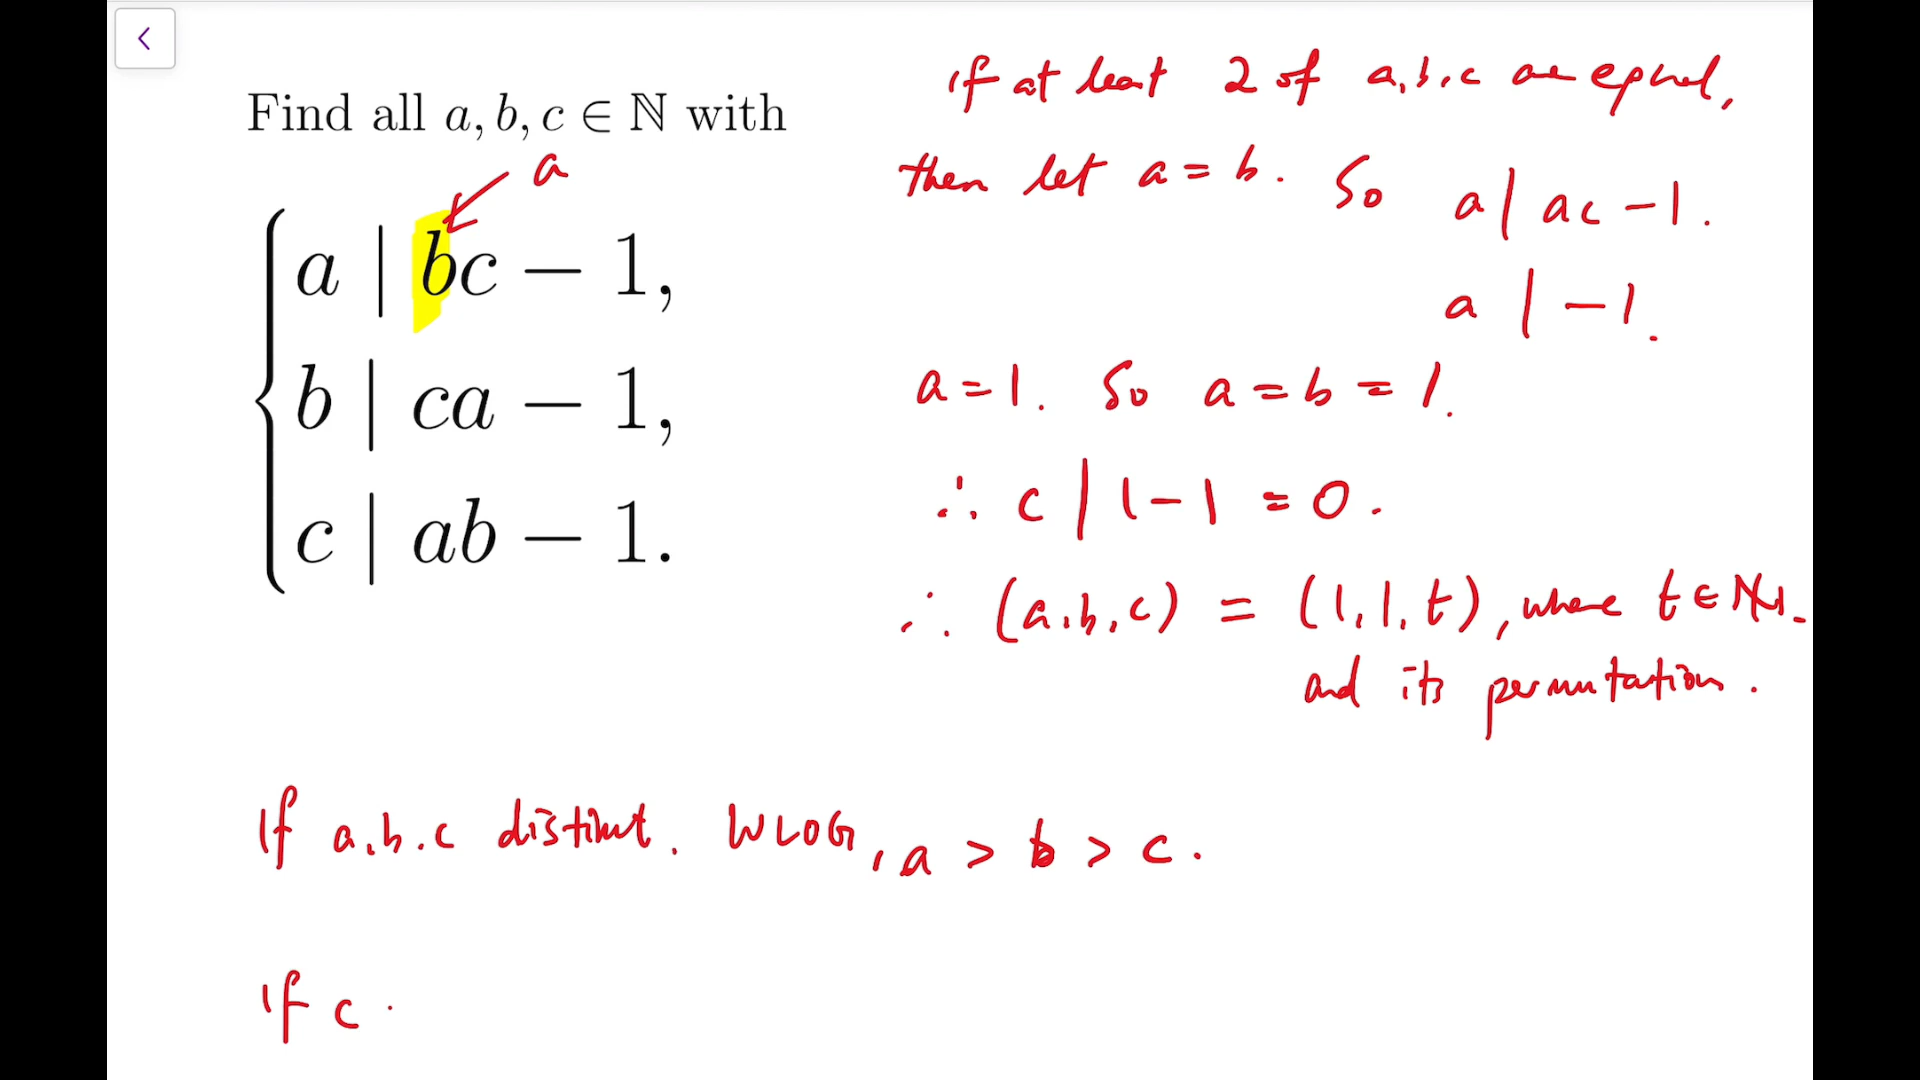 Find all a, b, c ∈ ℕ with
a
a | bc − 1,
b | ca − 1,
c | ab − 1.
if at least 2 of a,b,c are equal,
then let a = b. So a | ac − 1.
a | −1.
a = 1. So a = b = 1.
∴ c | 1 − 1 = 0.
∴ (a,b,c) = (1,1,t), where t ∈ ℕ.
and its permutation.
If a,b,c distinct. WLOG, a > b > c.
If c